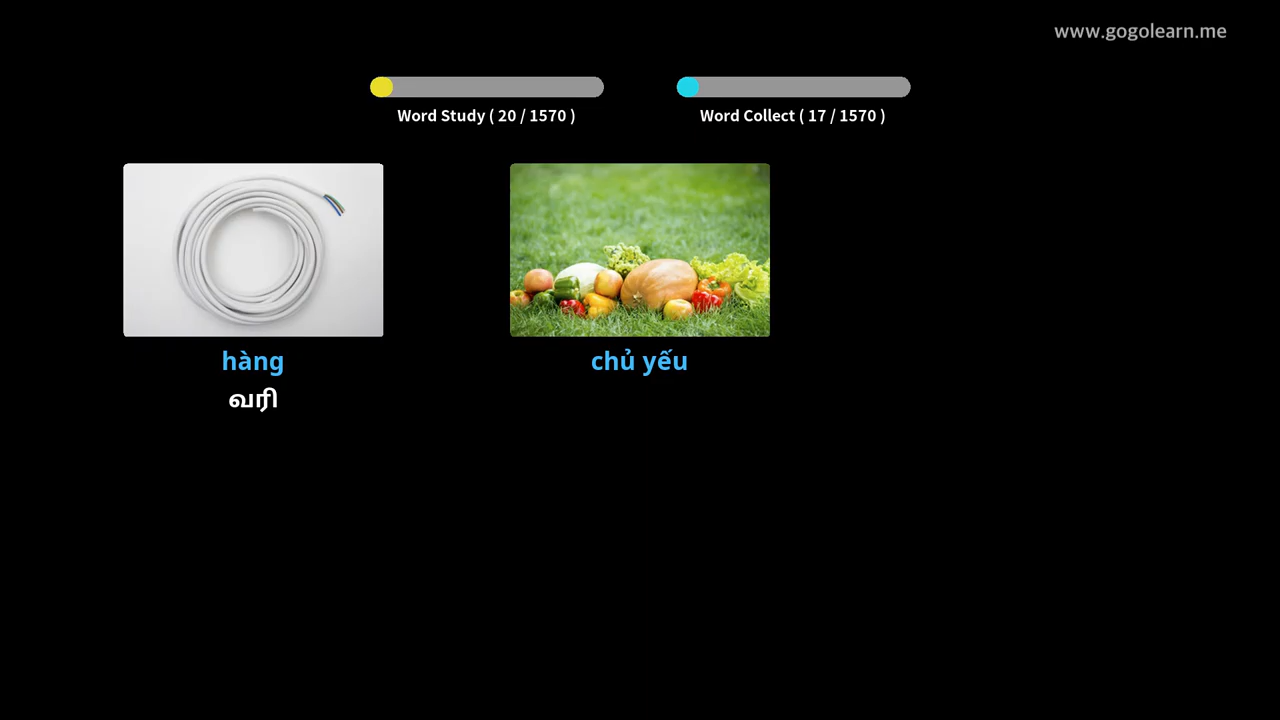 www.gogolearn.me
Word Study ( 20 / 1570 )
Word Collect ( 17 / 1570 )
hàng
chủ yếu
வரி